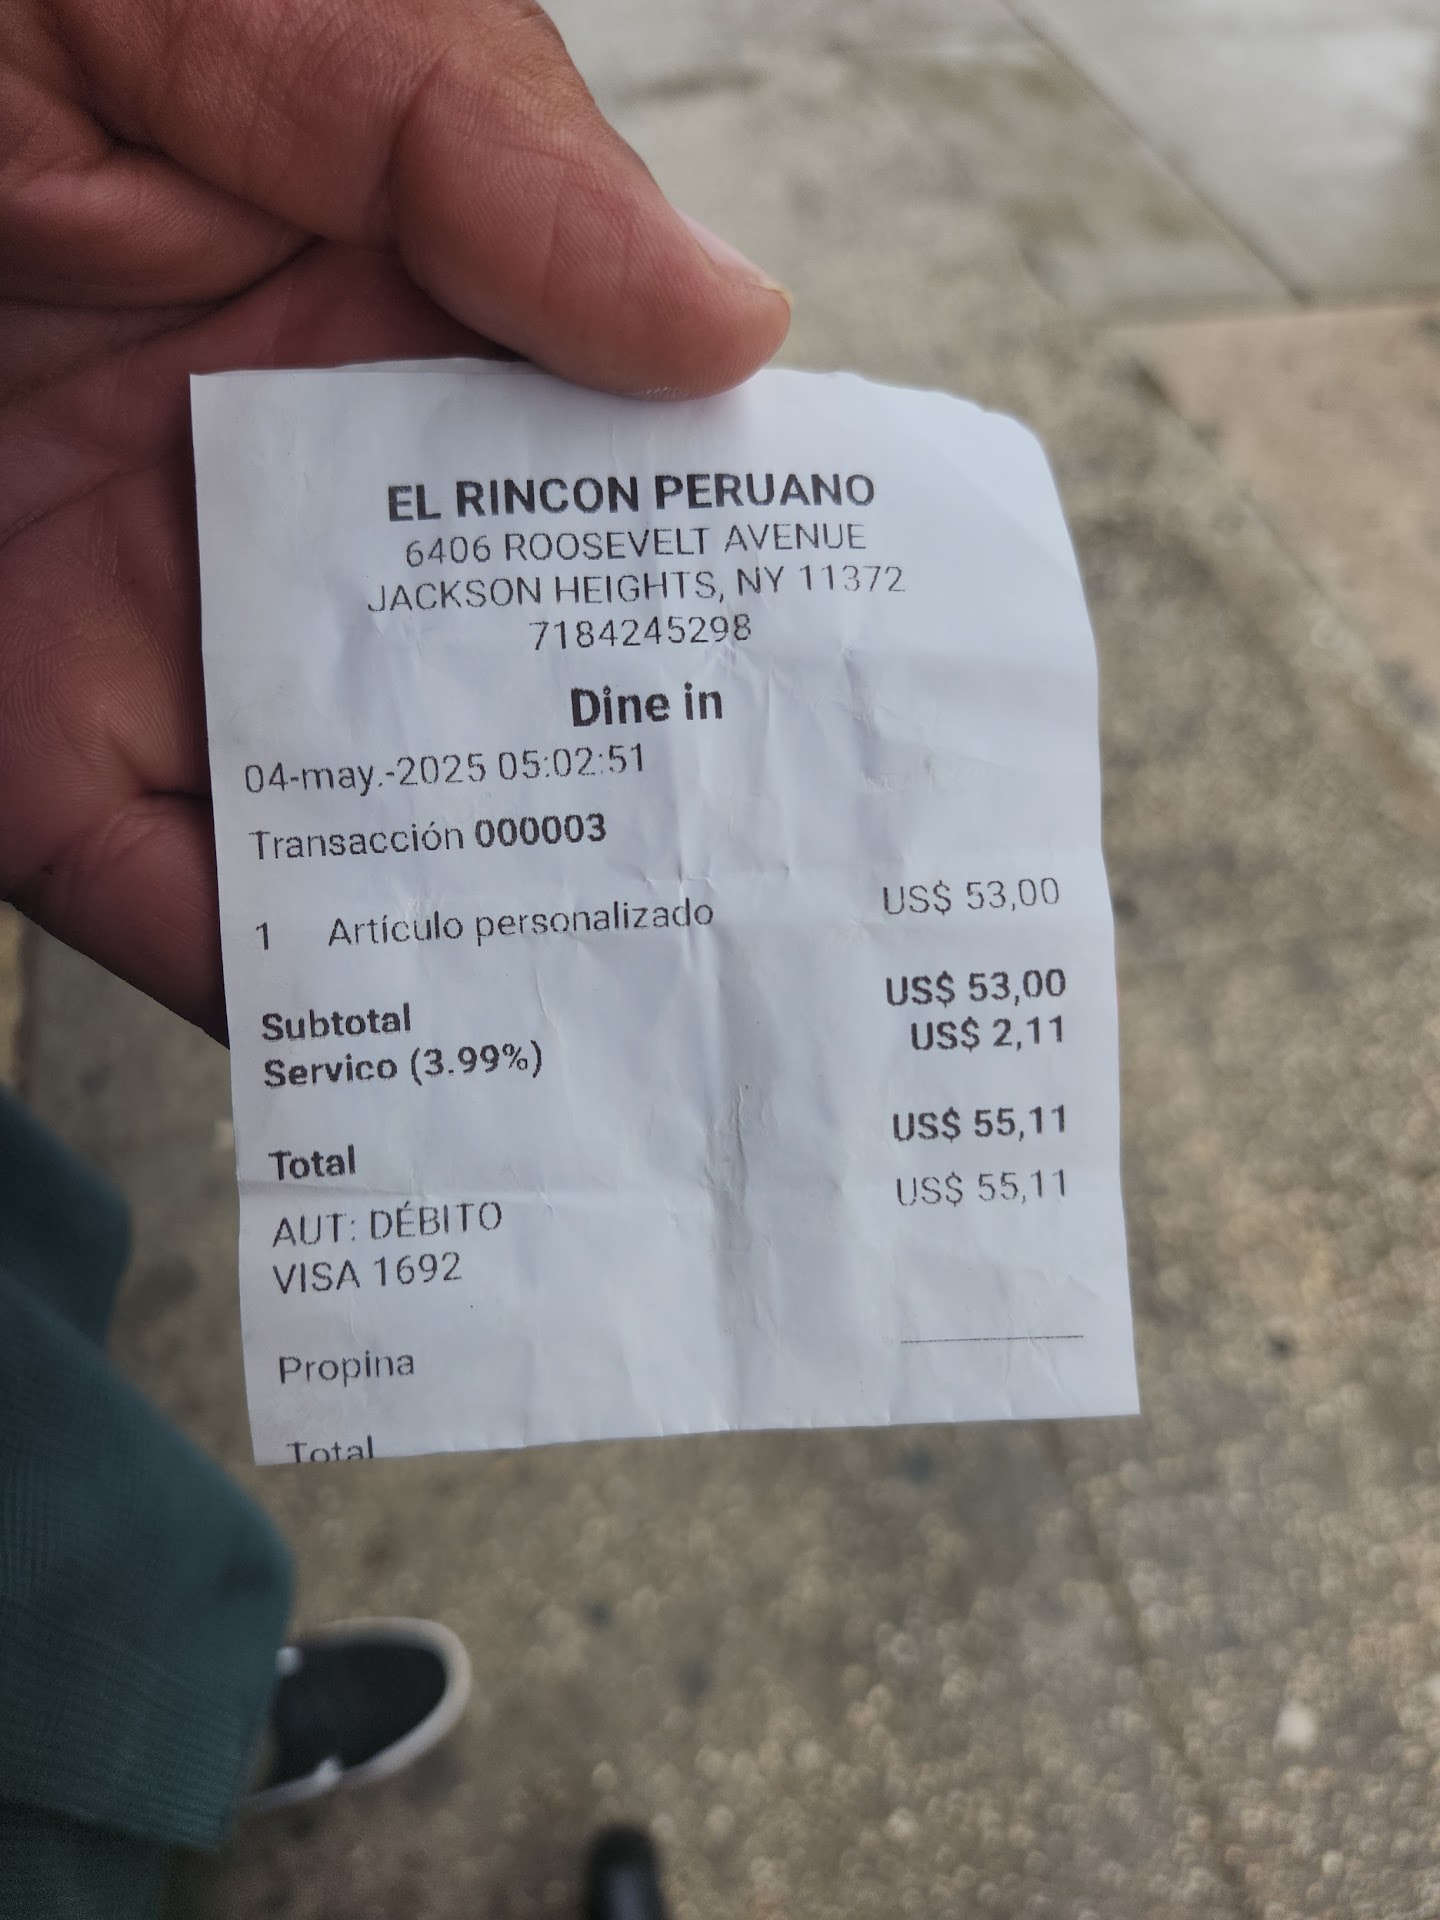 EL RINCON PERUANO
6406 ROOSEVELT AVENUE
JACKSON HEIGHTS, NY 11372
7184245298
Dine in
04-may.-2025 05:02:51
Transacción 000003
1 Artículo personalizado US$ 53,00
Subtotal US$ 53,00
Servico (3.99%) US$ 2,11
Total US$ 55,11
AUT: DÉBITO US$ 55,11
VISA 1692
Propina
Total